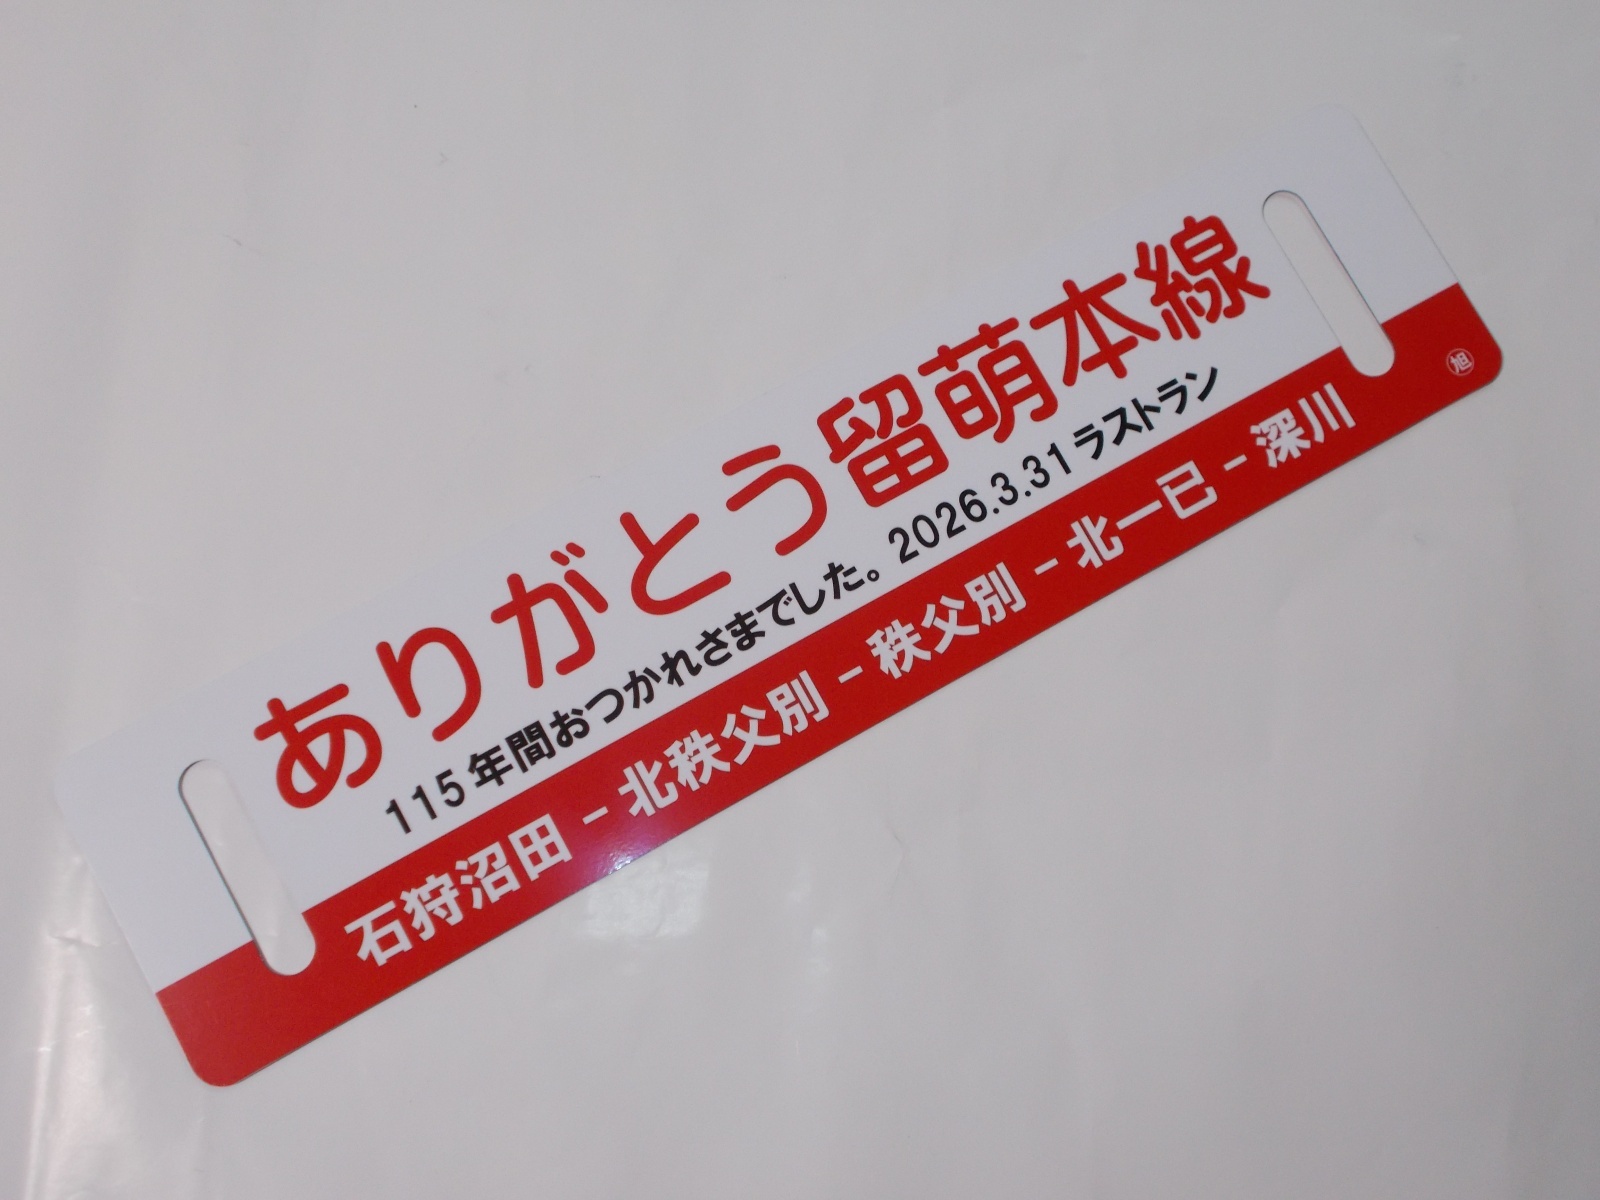 ありがとう留萌本線
115年間おつかれさまでした。2026.3.31ラストラン
石狩沼田－北秩父別－秩父別－北一已－深川
旭